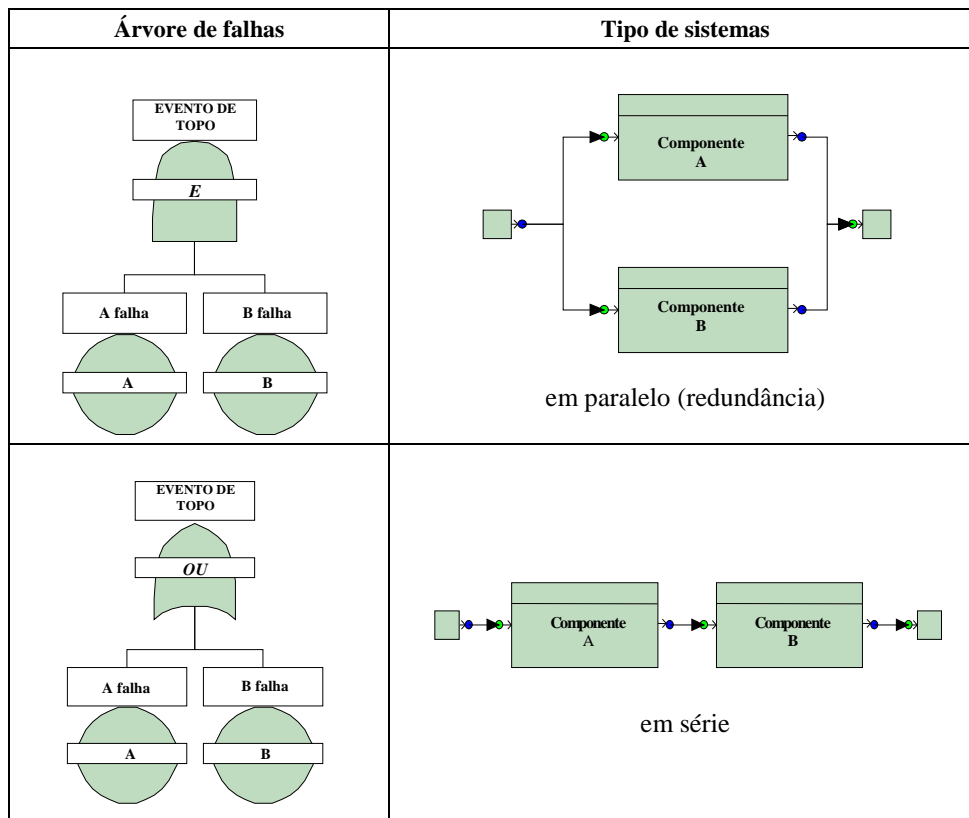 Árvore de falhas
Tipo de sistemas
EVENTO DE
TOPO
E
A falha
B falha
A
B
Componente
A
Componente
B
em paralelo (redundância)
EVENTO DE
TOPO
OU
A falha
B falha
A
B
Componente
A
Componente
B
em série